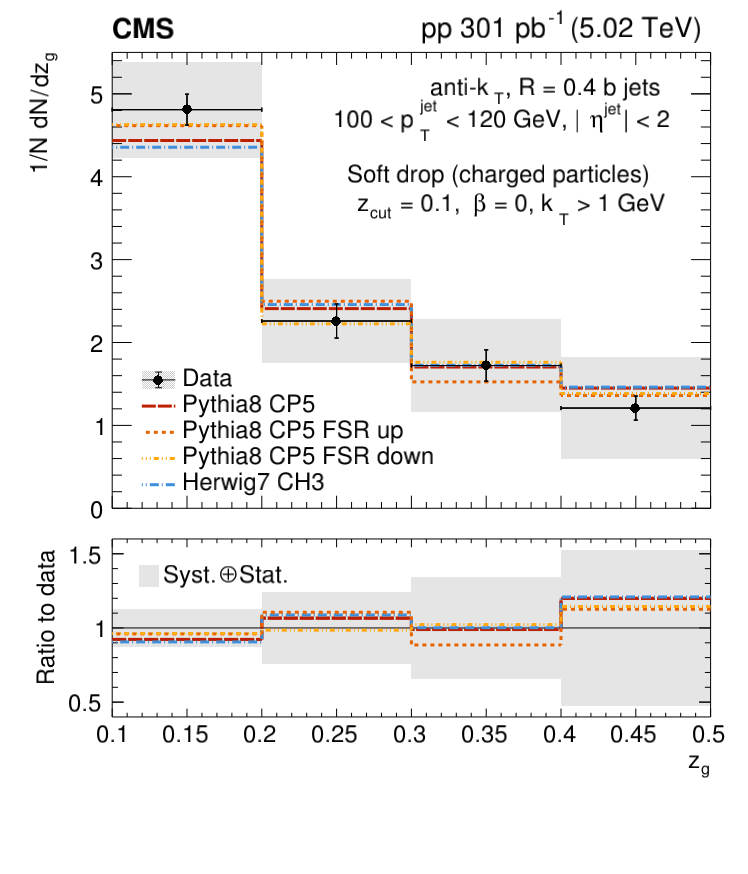 CMS
pp 301 pb⁻¹ (5.02 TeV)
1/N dN/dz_g
anti-k_T, R = 0.4 b jets
100 < p_T^jet < 120 GeV, | η^jet| < 2
Soft drop (charged particles)
z_cut = 0.1, β = 0, k_T > 1 GeV
5
4
3
2
1
0
Data
Pythia8 CP5
Pythia8 CP5 FSR up
Pythia8 CP5 FSR down
Herwig7 CH3
Ratio to data
1.5
1
0.5
Syst.⊕Stat.
0.1 0.15 0.2 0.25 0.3 0.35 0.4 0.45 0.5
z_g